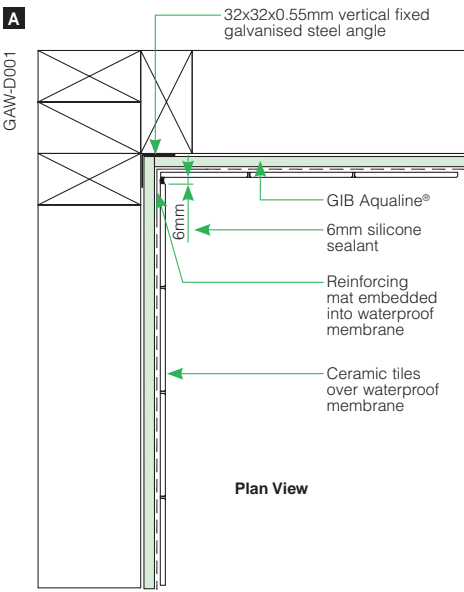 A
GAW-D001
32x32x0.55mm vertical fixed
galvanised steel angle
GIB Aqualine®
6mm
6mm silicone
sealant
Reinforcing
mat embedded
into waterproof
membrane
Ceramic tiles
over waterproof
membrane
Plan View